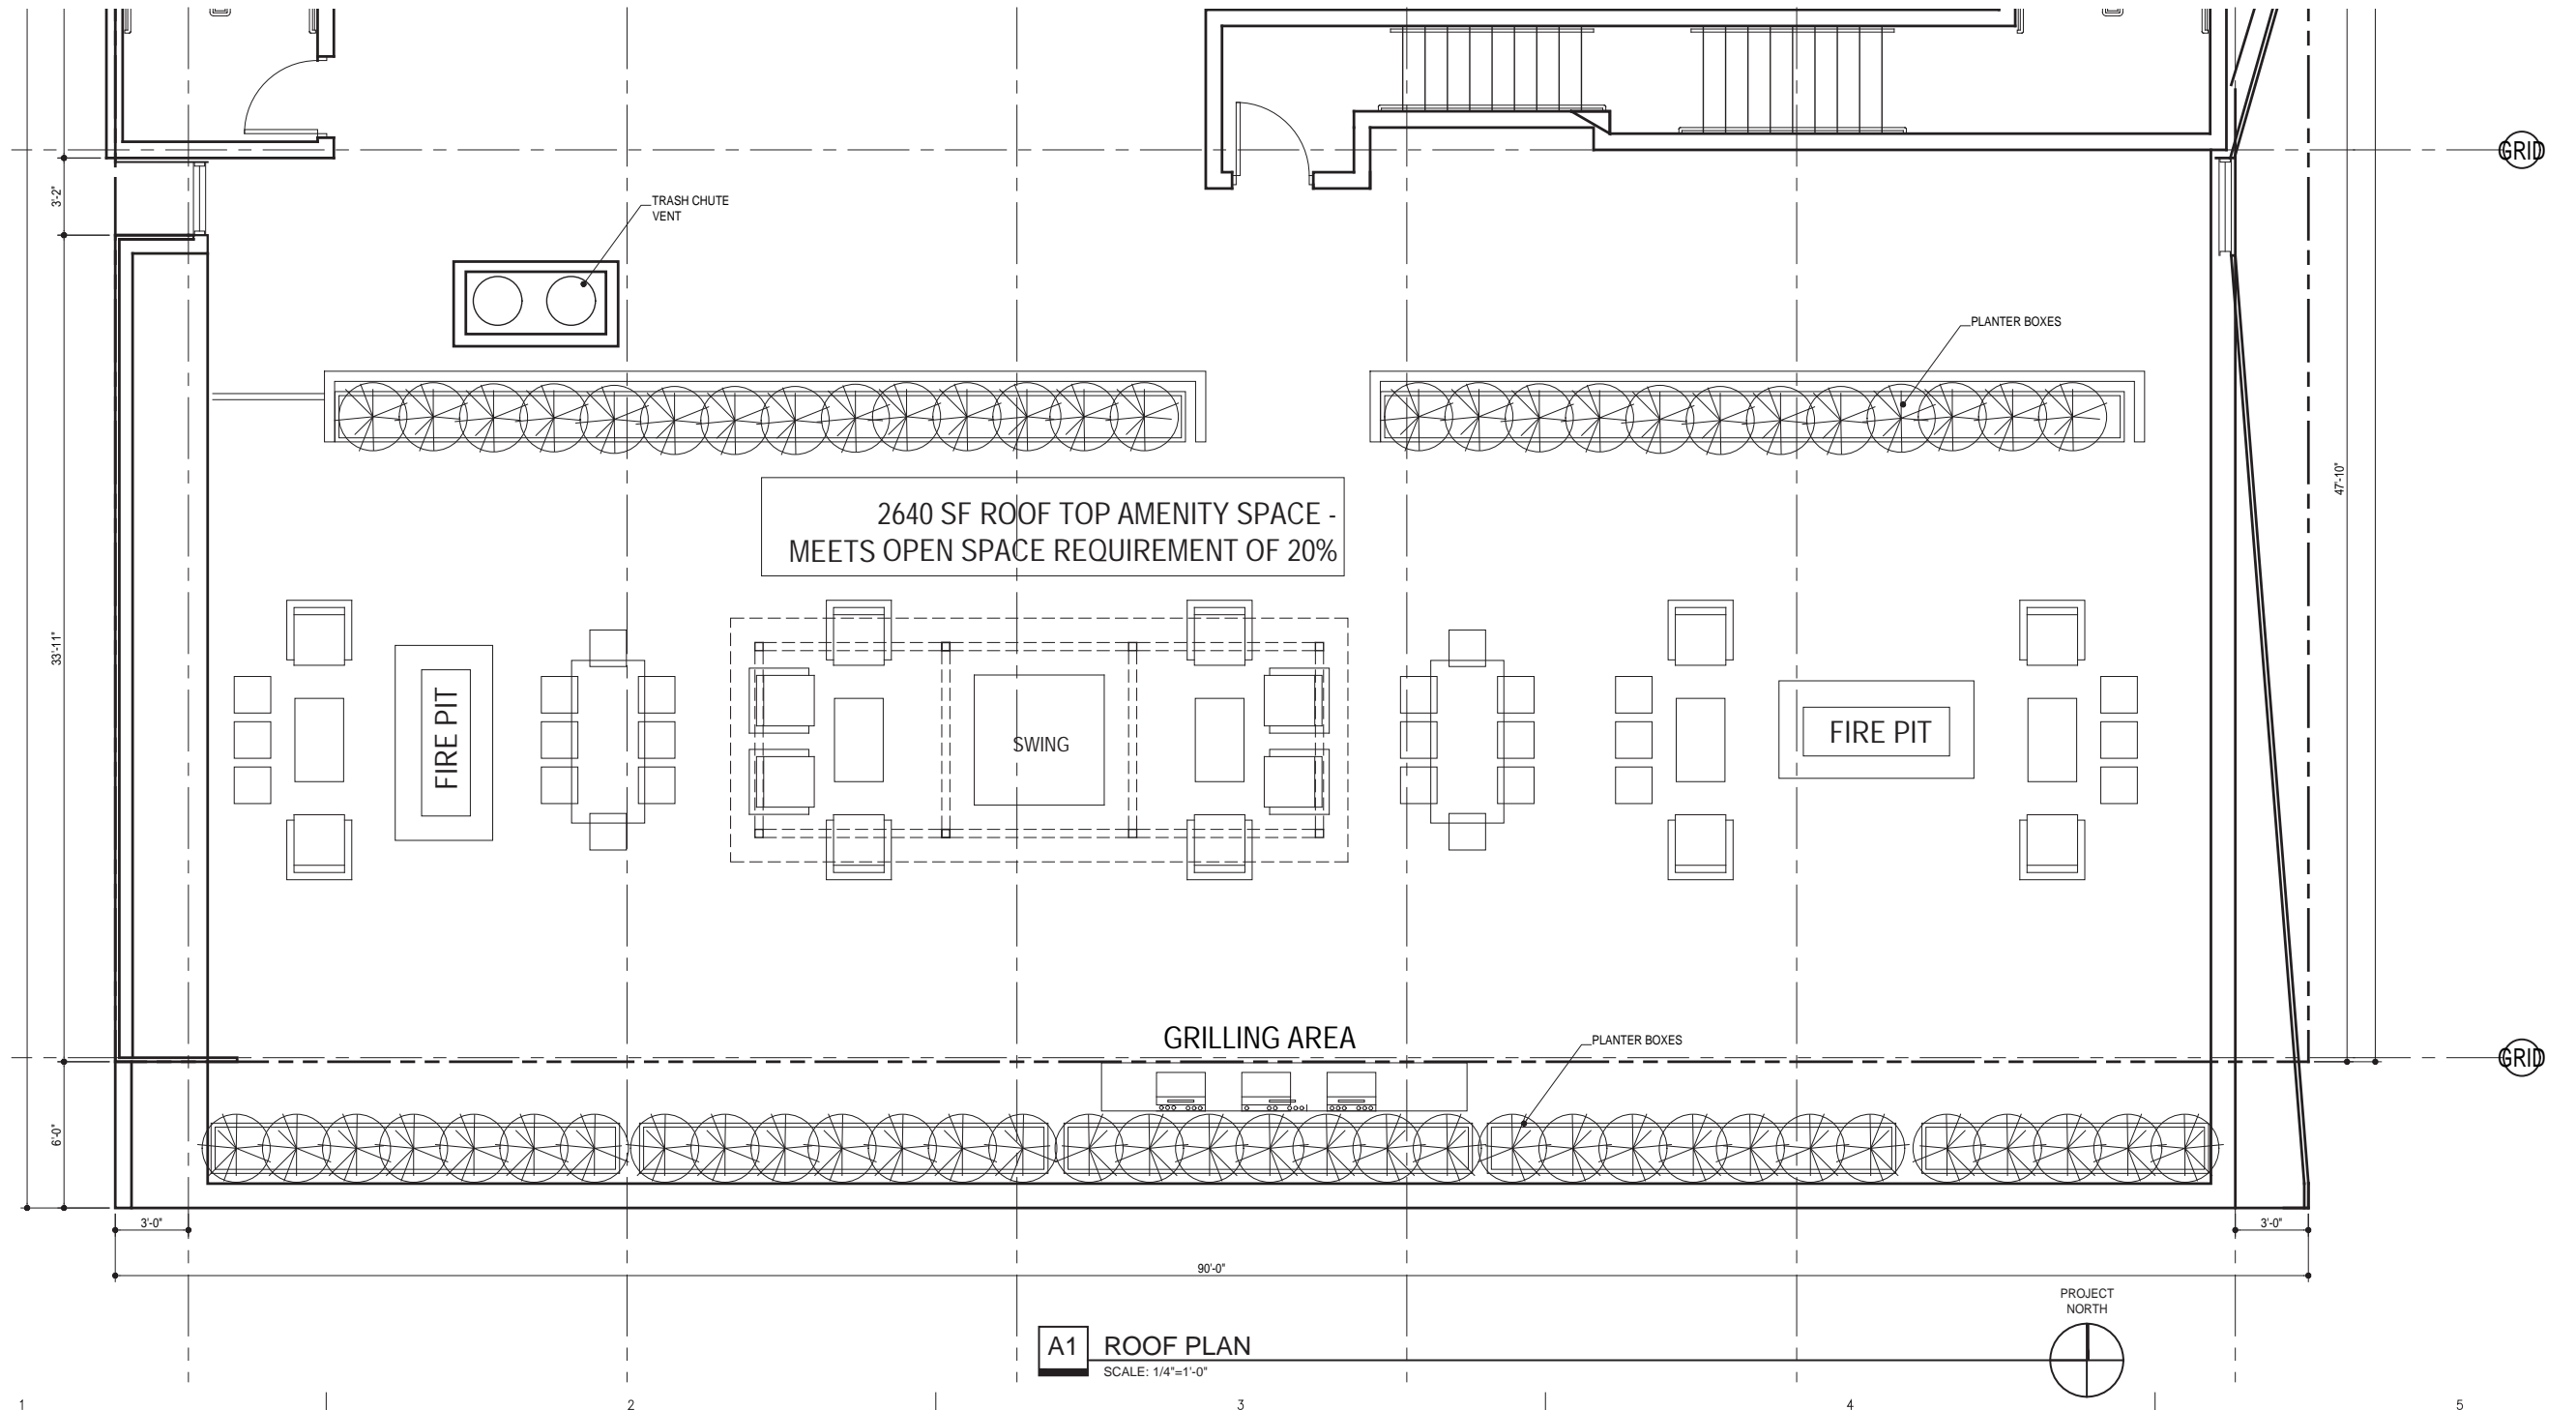 GRID
3'-2"
TRASH CHUTE
VENT
PLANTER BOXES
2640 SF ROOF TOP AMENITY SPACE -
MEETS OPEN SPACE REQUIREMENT OF 20%
47'-10"
33'-11"
FIRE PIT
SWING
FIRE PIT
GRILLING AREA
PLANTER BOXES
GRID
6'-0"
3'-0"
3'-0"
90'-0"
PROJECT
NORTH
A1 ROOF PLAN
SCALE: 1/4"=1'-0"
1 2 3 4 5